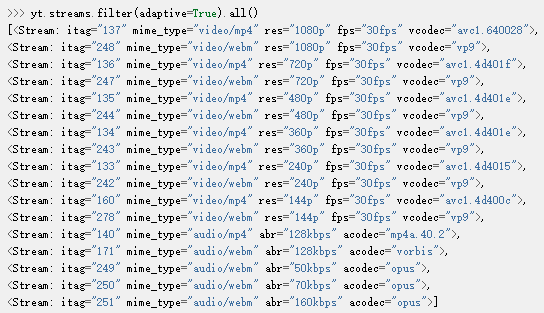 >>> yt.streams.filter(adaptive=True).all()
[<Stream: itag="137" mime_type="video/mp4" res="1080p" fps="30fps" vcodec="avc1.640028">,
<Stream: itag="248" mime_type="video/webm" res="1080p" fps="30fps" vcodec="vp9">,
<Stream: itag="136" mime_type="video/mp4" res="720p" fps="30fps" vcodec="avc1.4d401f">,
<Stream: itag="247" mime_type="video/webm" res="720p" fps="30fps" vcodec="vp9">,
<Stream: itag="135" mime_type="video/mp4" res="480p" fps="30fps" vcodec="avc1.4d401e">,
<Stream: itag="244" mime_type="video/webm" res="480p" fps="30fps" vcodec="vp9">,
<Stream: itag="134" mime_type="video/mp4" res="360p" fps="30fps" vcodec="avc1.4d401e">,
<Stream: itag="243" mime_type="video/webm" res="360p" fps="30fps" vcodec="vp9">,
<Stream: itag="133" mime_type="video/mp4" res="240p" fps="30fps" vcodec="avc1.4d4015">,
<Stream: itag="242" mime_type="video/webm" res="240p" fps="30fps" vcodec="vp9">,
<Stream: itag="160" mime_type="video/mp4" res="144p" fps="30fps" vcodec="avc1.4d400c">,
<Stream: itag="278" mime_type="video/webm" res="144p" fps="30fps" vcodec="vp9">,
<Stream: itag="140" mime_type="audio/mp4" abr="128kbps" acodec="mp4a.40.2">,
<Stream: itag="171" mime_type="audio/webm" abr="128kbps" acodec="vorbis">,
<Stream: itag="249" mime_type="audio/webm" abr="50kbps" acodec="opus">,
<Stream: itag="250" mime_type="audio/webm" abr="70kbps" acodec="opus">,
<Stream: itag="251" mime_type="audio/webm" abr="160kbps" acodec="opus">]